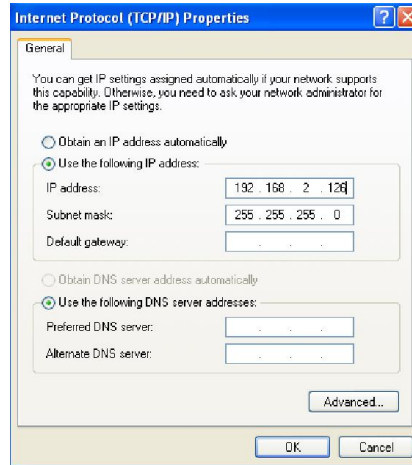 Internet Protocol (TCP/IP) Properties
General
You can get IP settings assigned automatically if your network supports
this capability. Otherwise, you need to ask your network administrator for
the appropriate IP settings.
Obtain an IP address automatically
Use the following IP address:
IP address: 192 . 168 . 2 . 126
Subnet mask: 255 . 255 . 255 . 0
Default gateway: . . .
Obtain DNS server address automatically
Use the following DNS server addresses:
Preferred DNS server: . . .
Alternate DNS server: . . .
Advanced...
OK Cancel